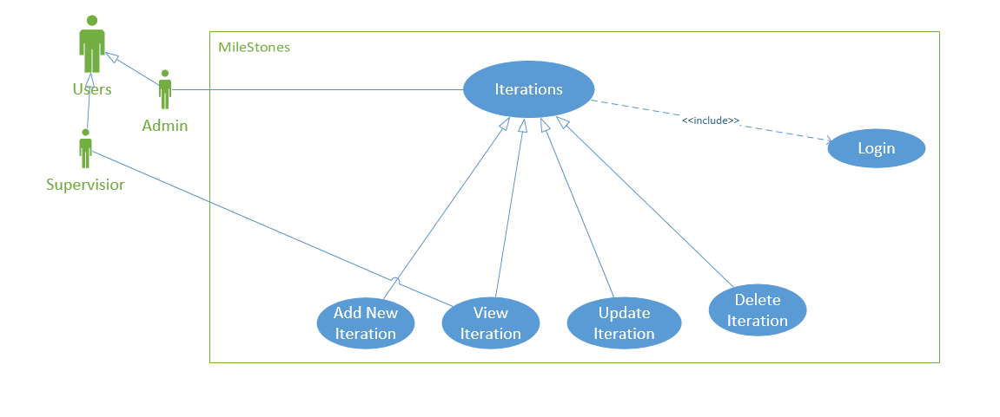 MileStones
Users
Admin
Supervisior
Iterations
<<include>>
Login
Add New
Iteration
View
Iteration
Update
Iteration
Delete
Iteration